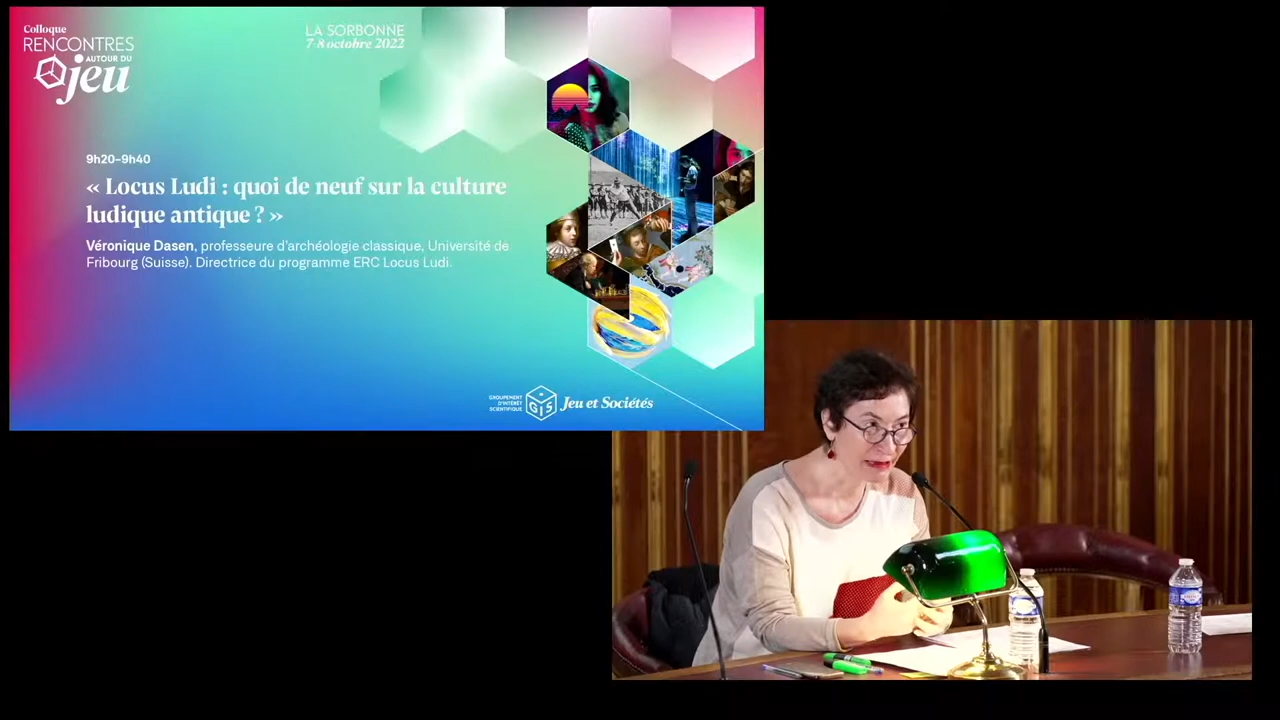 Colloque
RENCONTRES
AUTOUR DU
jeu
LA SORBONNE
7-8 octobre 2022
9h20-9h40
« Locus Ludi : quoi de neuf sur la culture
ludique antique ? »
Véronique Dasen, professeure d'archéologie classique, Université de
Fribourg (Suisse). Directrice du programme ERC Locus Ludi.
GROUPEMENT
D'INTÉRÊT
SCIENTIFIQUE
GIS
Jeu et Sociétés